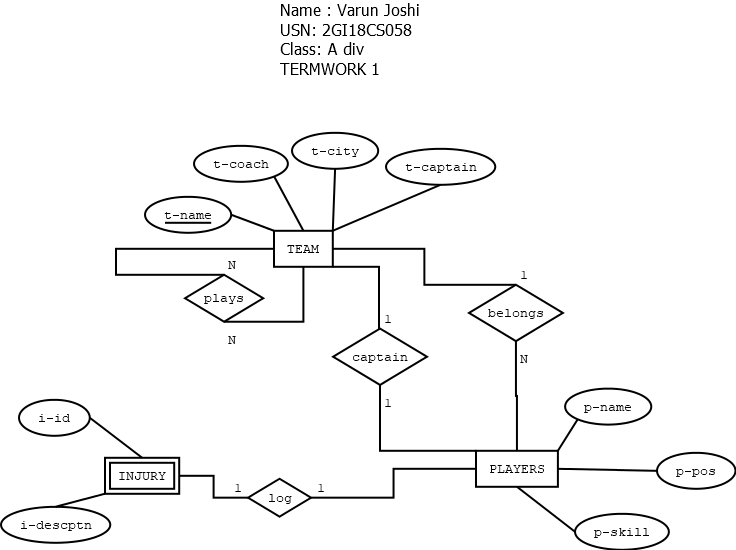 Name : Varun Joshi
USN: 2GI18CS058
Class: A div
TERMWORK 1
t-city
t-coach
t-captain
t-name
TEAM
N
plays
N
1
belongs
N
1
captain
1
i-id
p-name
INJURY
PLAYERS
p-pos
1
log
1
i-descptn
p-skill